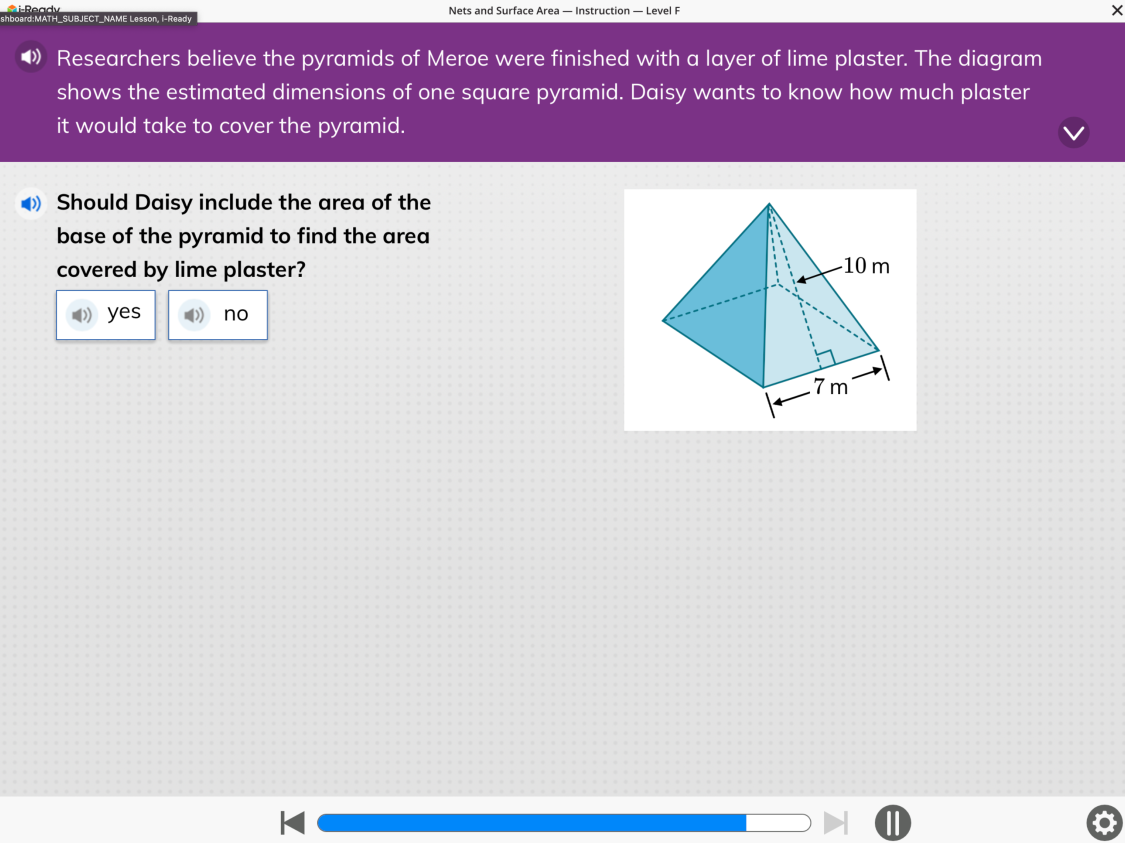 i-Ready
shboard:MATH_SUBJECT_NAME Lesson, i-Ready
Nets and Surface Area — Instruction — Level F
Researchers believe the pyramids of Meroe were finished with a layer of lime plaster. The diagram
shows the estimated dimensions of one square pyramid. Daisy wants to know how much plaster
it would take to cover the pyramid.
Should Daisy include the area of the
base of the pyramid to find the area
covered by lime plaster?
yes
no
10 m
7 m